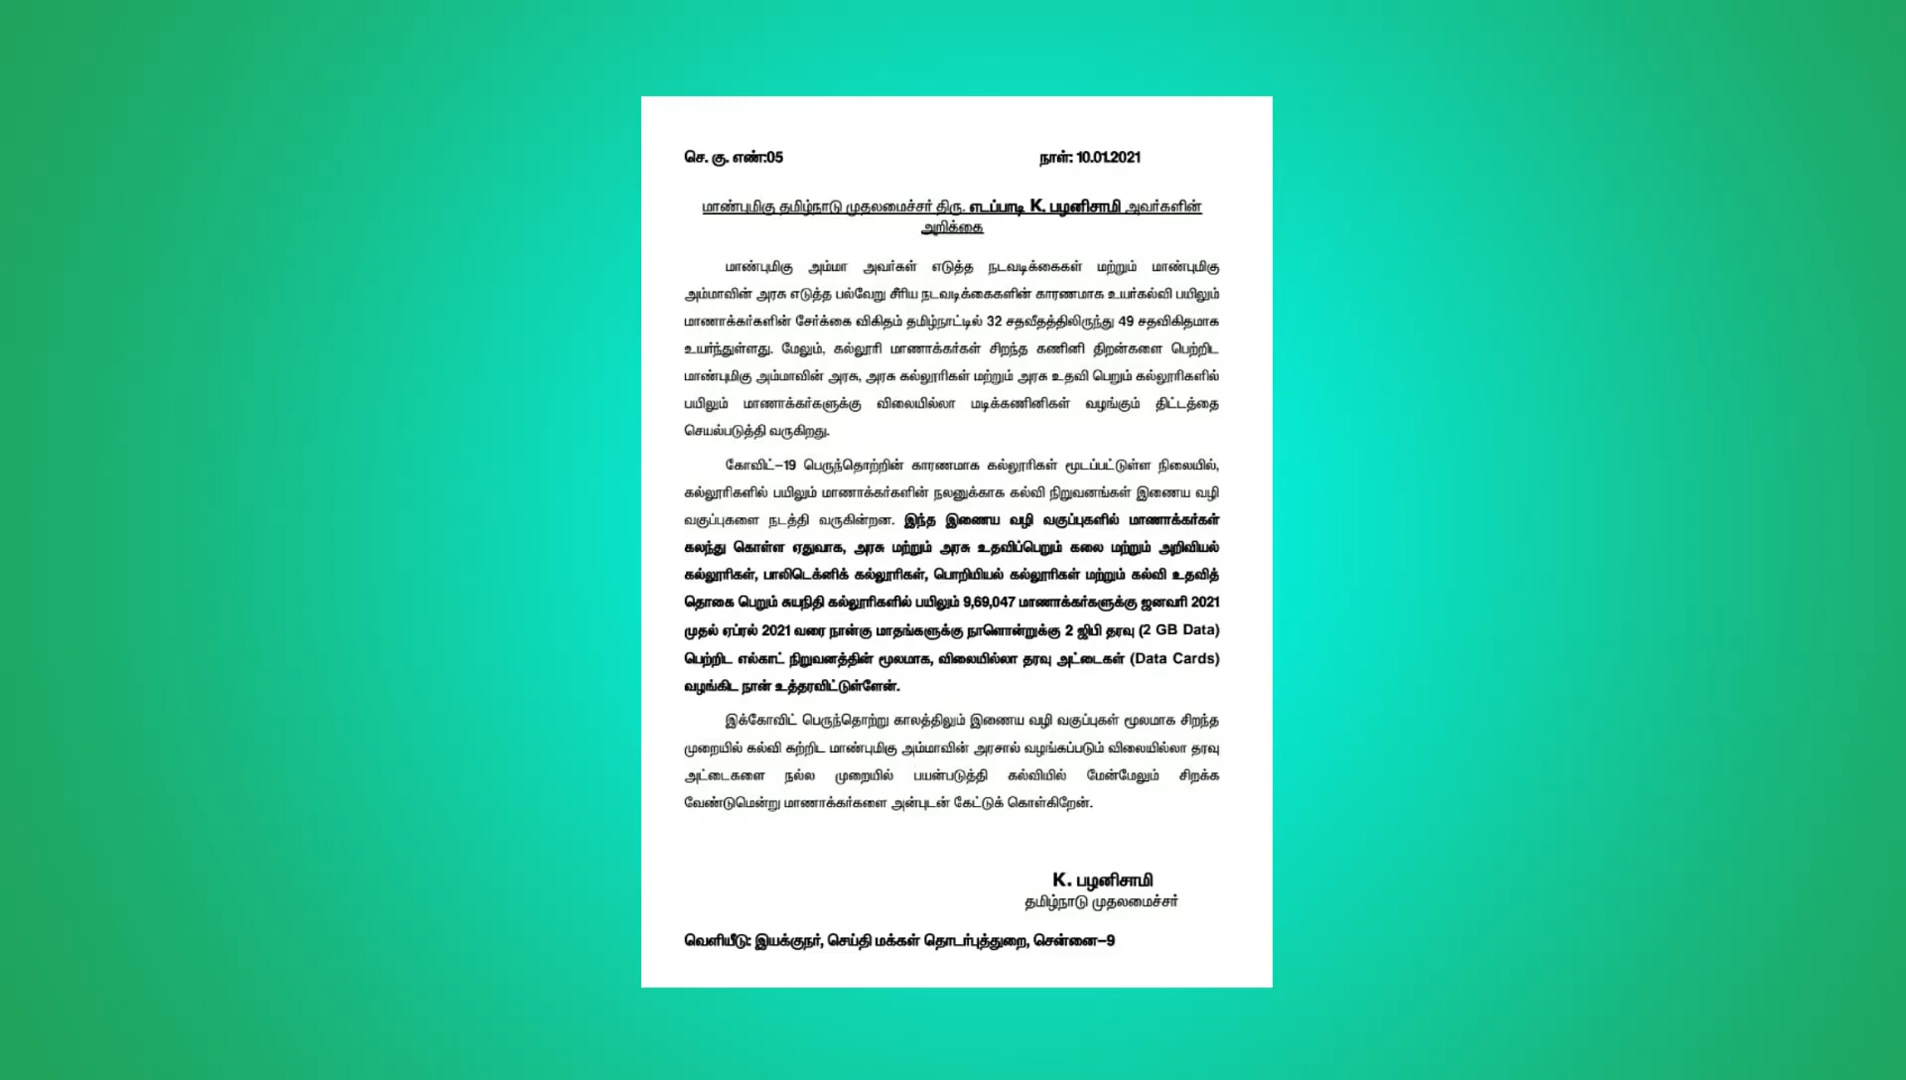 செ. கு. எண்:05 நாள்: 10.01.2021
மாண்புமிகு தமிழ்நாடு முதலமைச்சர் திரு. எடப்பாடி K. பழனிசாமி அவர்களின்
அறிக்கை
மாண்புமிகு அம்மா அவர்கள் எடுத்த நடவடிக்கைகள் மற்றும் மாண்புமிகு
அம்மாவின் அரசு எடுத்த பல்வேறு சீரிய நடவடிக்கைகளின் காரணமாக உயர்கல்வி பயிலும்
மாணாக்கர்களின் சேர்க்கை விகிதம் தமிழ்நாட்டில் 32 சதவீதத்திலிருந்து 49 சதவிகிதமாக
உயர்ந்துள்ளது. மேலும், கல்லூரி மாணாக்கர்கள் சிறந்த கணினி திறன்களை பெற்றிட
மாண்புமிகு அம்மாவின் அரசு, அரசு கல்லூரிகள் மற்றும் அரசு உதவி பெறும் கல்லூரிகளில்
பயிலும் மாணாக்கர்களுக்கு விலையில்லா மடிக்கணினிகள் வழங்கும் திட்டத்தை
செயல்படுத்தி வருகிறது.
கோவிட்–19 பெருந்தொற்றின் காரணமாக கல்லூரிகள் மூடப்பட்டுள்ள நிலையில்,
கல்லூரிகளில் பயிலும் மாணாக்கர்களின் நலனுக்காக கல்வி நிறுவனங்கள் இணைய வழி
வகுப்புகளை நடத்தி வருகின்றன. இந்த இணைய வழி வகுப்புகளில் மாணாக்கர்கள்
கலந்து கொள்ள ஏதுவாக, அரசு மற்றும் அரசு உதவிப்பெறும் கலை மற்றும் அறிவியல்
கல்லூரிகள், பாலிடெக்னிக் கல்லூரிகள், பொறியியல் கல்லூரிகள் மற்றும் கல்வி உதவித்
தொகை பெறும் சுயநிதி கல்லூரிகளில் பயிலும் 9,69,047 மாணாக்கர்களுக்கு ஜனவரி 2021
முதல் ஏப்ரல் 2021 வரை நான்கு மாதங்களுக்கு நாளொன்றுக்கு 2 ஜிபி தரவு (2 GB Data)
பெற்றிட எல்காட் நிறுவனத்தின் மூலமாக, விலையில்லா தரவு அட்டைகள் (Data Cards)
வழங்கிட நான் உத்தரவிட்டுள்ளேன்.
இக்கோவிட் பெருந்தொற்று காலத்திலும் இணைய வழி வகுப்புகள் மூலமாக சிறந்த
முறையில் கல்வி கற்றிட மாண்புமிகு அம்மாவின் அரசால் வழங்கப்படும் விலையில்லா தரவு
அட்டைகளை நல்ல முறையில் பயன்படுத்தி கல்வியில் மேன்மேலும் சிறக்க
வேண்டுமென்று மாணாக்கர்களை அன்புடன் கேட்டுக் கொள்கிறேன்.
K. பழனிசாமி
தமிழ்நாடு முதலமைச்சர்
வெளியீடு: இயக்குநர், செய்தி மக்கள் தொடர்புத்துறை, சென்னை–9